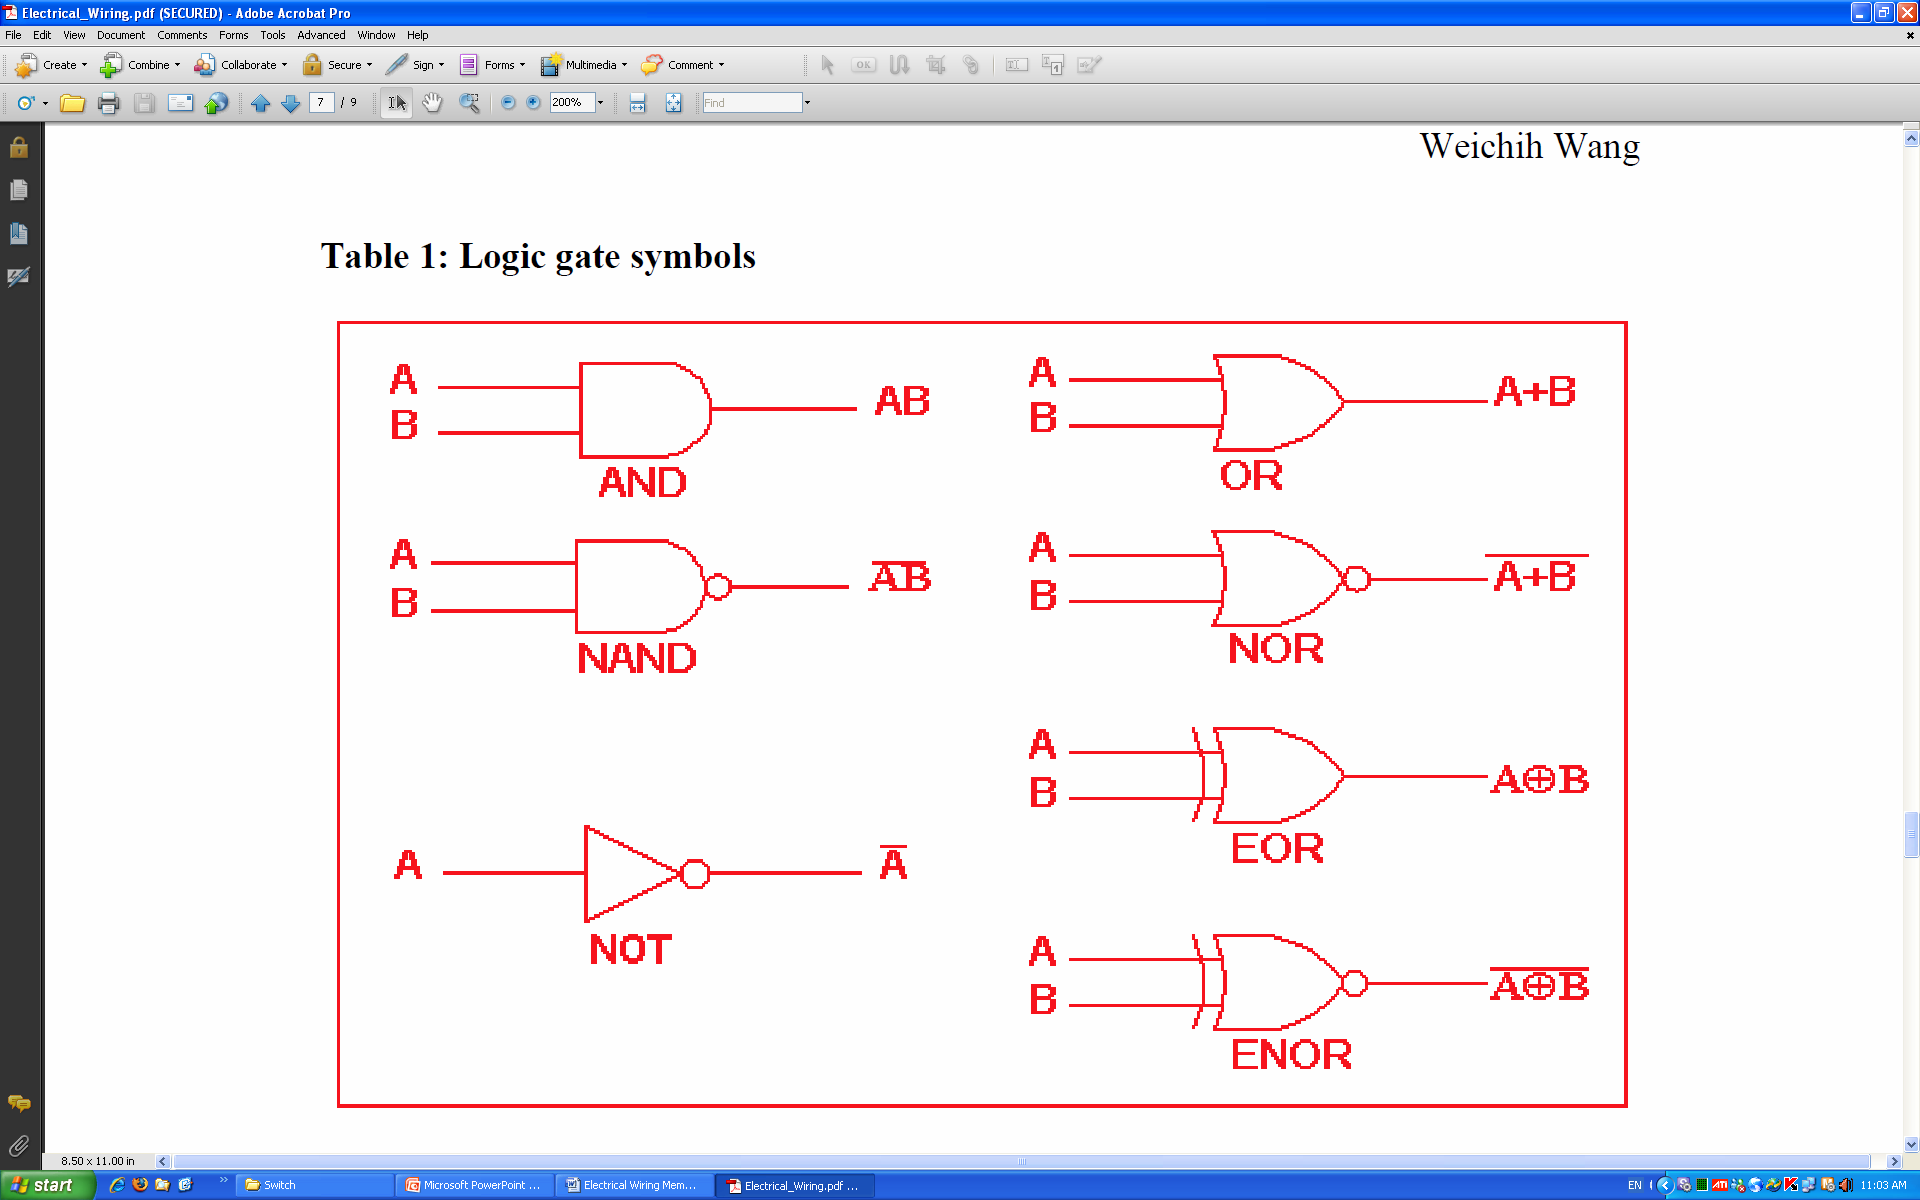 Electrical_Wiring.pdf (SECURED) - Adobe Acrobat Pro
File Edit View Document Comments Forms Tools Advanced Window Help
Create Combine Collaborate Secure Sign Forms Multimedia Comment OK
7 / 9 200% Find
Weichih Wang
Table 1: Logic gate symbols
A
B
AB
AND
A
B
A+B
OR
A
B
A̅B̅
NAND
A
B
A̅+̅B̅
NOR
A
B
A⊕B
EOR
A
A̅
NOT
A
B
A̅⊕̅B̅
ENOR
8.50 x 11.00 in
start Switch Microsoft PowerPoint ... Electrical Wiring Mem... Electrical_Wiring.pdf ... EN ATI 11:03 AM